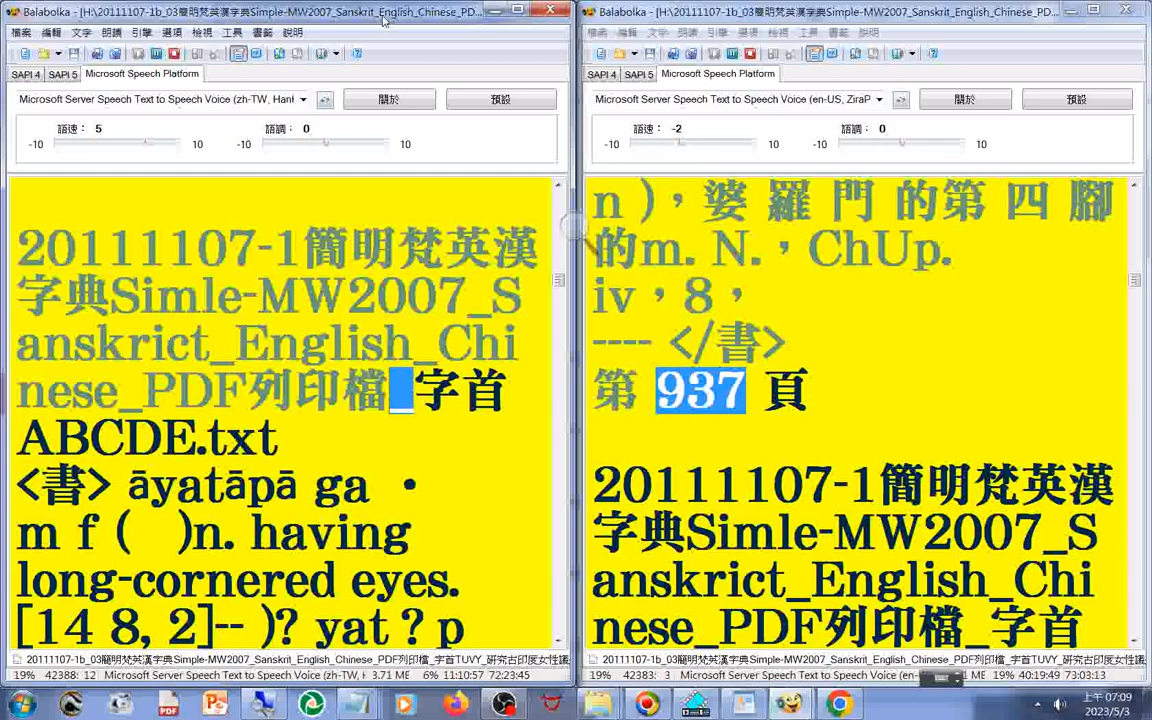 Balabolka - [H:\20111107-1b_03簡明梵英漢字典Simple-MW2007_Sanskrit_English_Chinese_PD...
檔案 編輯 文字 朗讀 引擎 選項 檢視 工具 書籤 說明
SAPI 4 SAPI 5 Microsoft Speech Platform
Microsoft Server Speech Text to Speech Voice (zh-TW, Hanl
關於 預設
語速： 5 語調： 0
-10 10 -10 10
20111107-1簡明梵英漢
字典Simle-MW2007_S
anskrict_English_Chi
nese_PDF列印檔_字首
ABCDE.txt
<書> āyatāpā ga ・
m f ( )n. having
long-cornered eyes.
[14 8, 2]-- )? yat ? p
20111107-1b_03簡明梵英漢字典Simple-MW2007_Sanskrit_English_Chinese_PDF列印檔_字首TUVY_研究古印度女性議
19% 42388: 12 Microsoft Server Speech Text to Speech Voice (zh-TW, H 3.71 ME 6% 11:10:57 72:23:45
Balabolka - [H:\20111107-1b_03簡明梵英漢字典Simple-MW2007_Sanskrit_English_Chinese_PD...
檔案 編輯 文字 朗讀 引擎 選項 檢視 工具 書籤 說明
SAPI 4 SAPI 5 Microsoft Speech Platform
Microsoft Server Speech Text to Speech Voice (en-US, ZiraP
關於 預設
語速： -2 語調： 0
-10 10 -10 10
n )，婆 羅 門 的第 四 腳
的m. N.，ChUp.
iv，8，
---- </書>
第 937 頁
20111107-1簡明梵英漢
字典Simle-MW2007_S
anskrict_English_Chi
nese_PDF列印檔_字首
20111107-1b_03簡明梵英漢字典Simple-MW2007_Sanskrit_English_Chinese_PDF列印檔_字首TUVY_研究古印度女性議
19% 42383: 3 Microsoft Server Speech Text to Speech Voice 19% 40:19:49 73:03:13
上午 07:09
2023/5/3